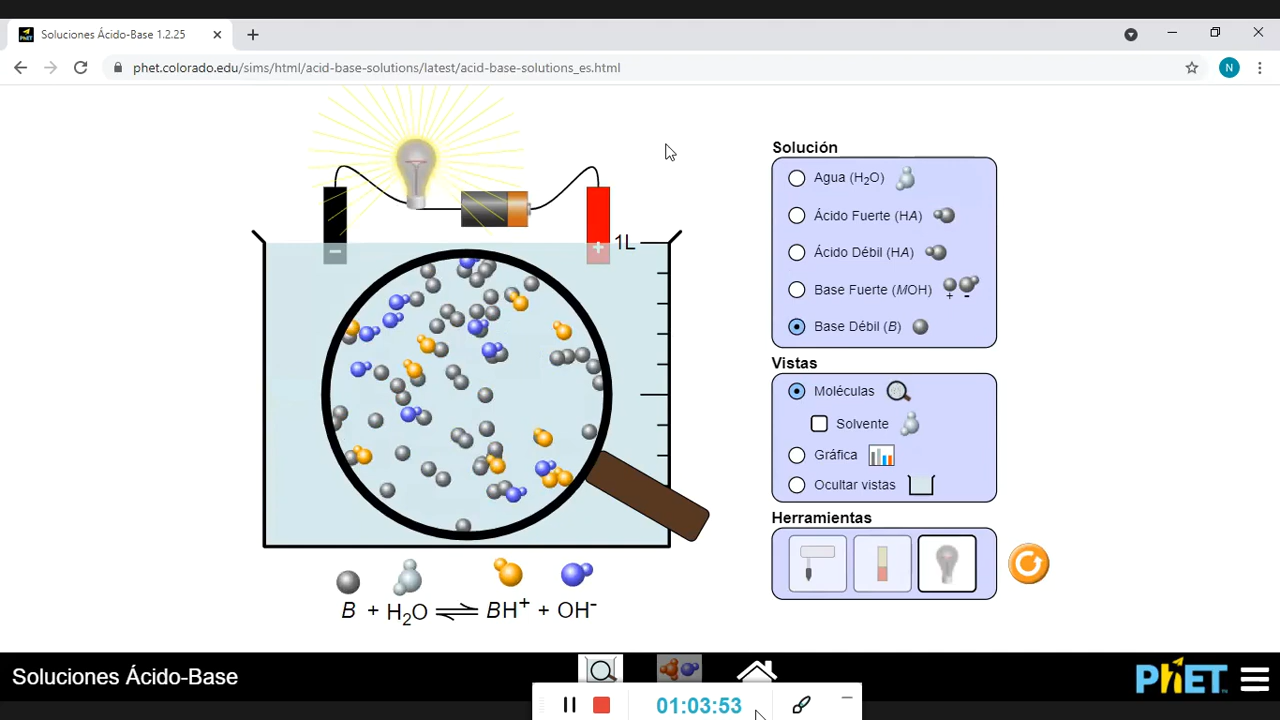 Soluciones Ácido-Base 1.2.25
phet.colorado.edu/sims/html/acid-base-solutions/latest/acid-base-solutions_es.html
N
1L
Solución
Agua (H₂O)
Ácido Fuerte (HA)
Ácido Débil (HA)
Base Fuerte (MOH)
Base Débil (B)
Vistas
Moléculas
Solvente
Gráfica
Ocultar vistas
Herramientas
B + H₂O ⇌ BH⁺ + OH⁻
Soluciones Ácido-Base
PhET
01:03:53